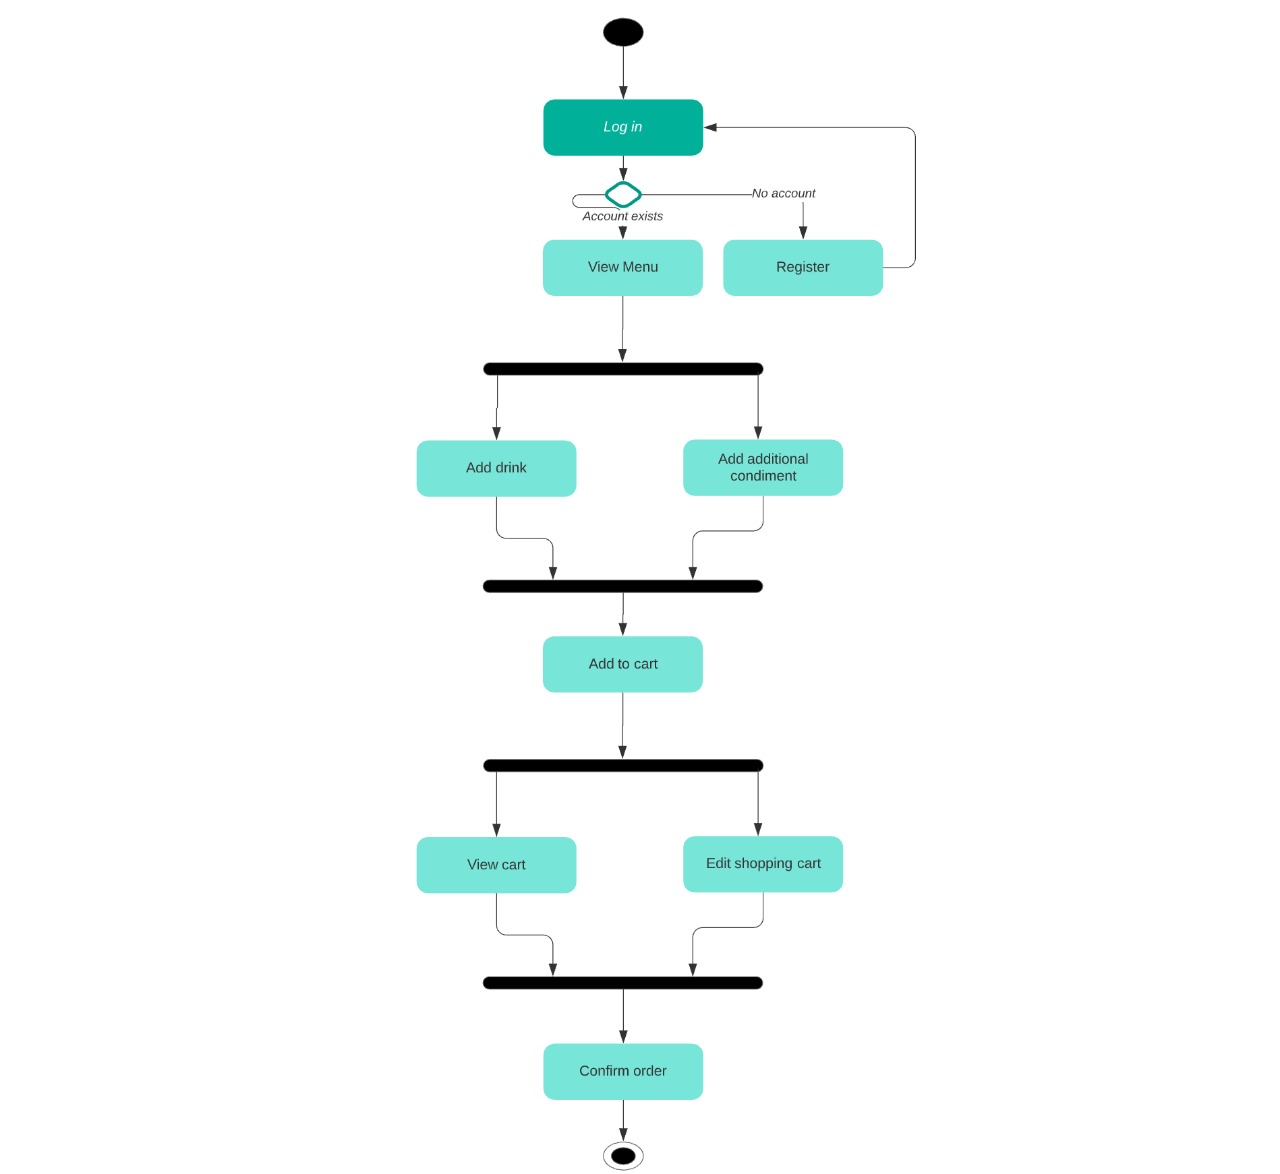 Log in
No account
Account exists
View Menu
Register
Add drink
Add additional
condiment
Add to cart
View cart
Edit shopping cart
Confirm order